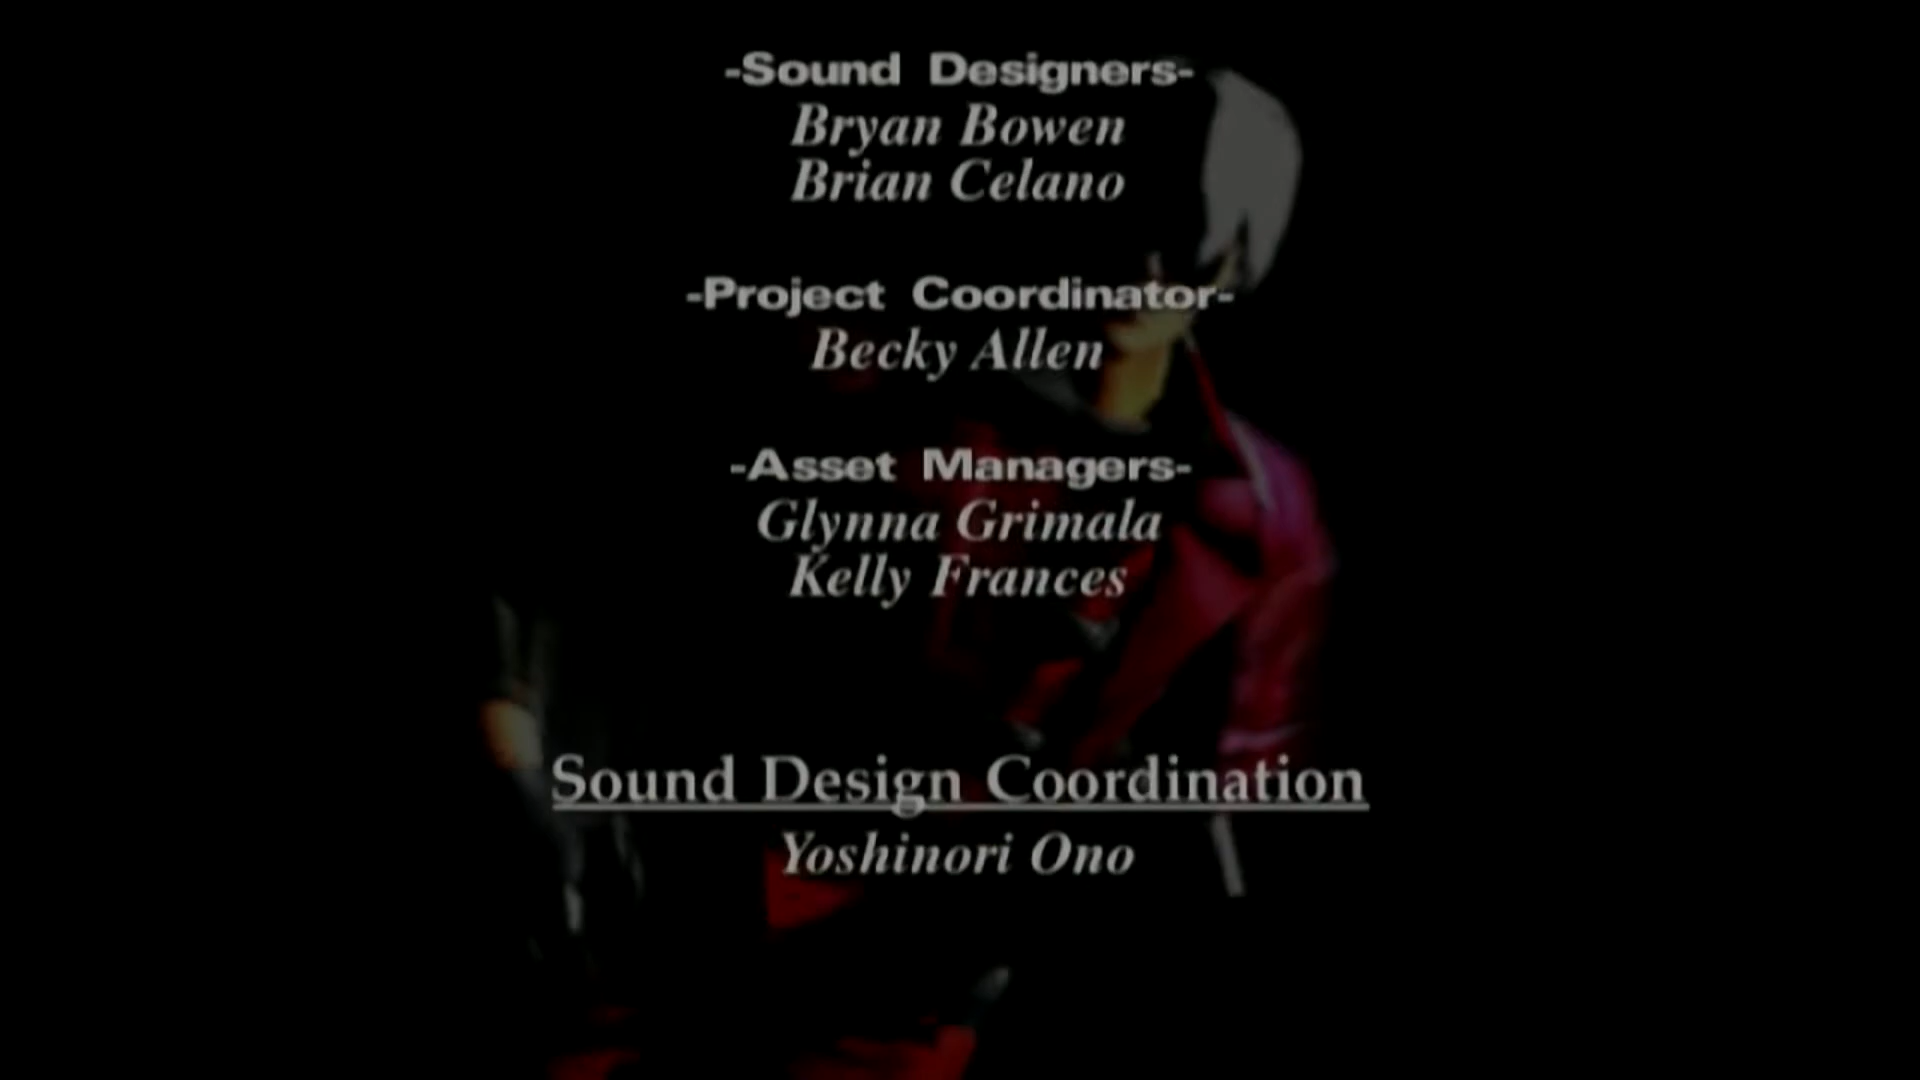 -Sound Designers-
Bryan Bowen
Brian Celano
-Project Coordinator-
Becky Allen
-Asset Managers-
Glynna Grimala
Kelly Frances
Sound Design Coordination
Yoshinori Ono